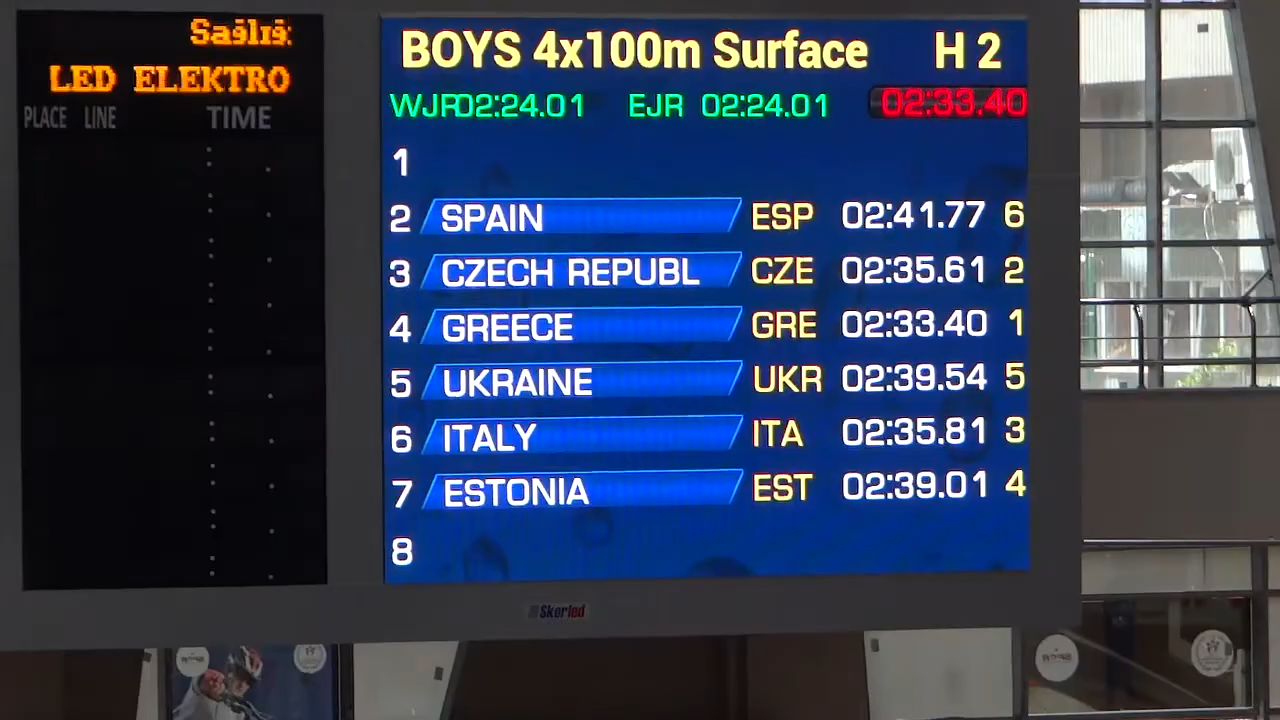 LED ELEKTRO
PLACE LINE TIME
BOYS 4x100m Surface H 2
WJR02:24.01 EJR 02:24.01 02:33.40
1
2 SPAIN ESP 02:41.77 6
3 CZECH REPUBL CZE 02:35.61 2
4 GREECE GRE 02:33.40 1
5 UKRAINE UKR 02:39.54 5
6 ITALY ITA 02:35.81 3
7 ESTONIA EST 02:39.01 4
8
Skorled